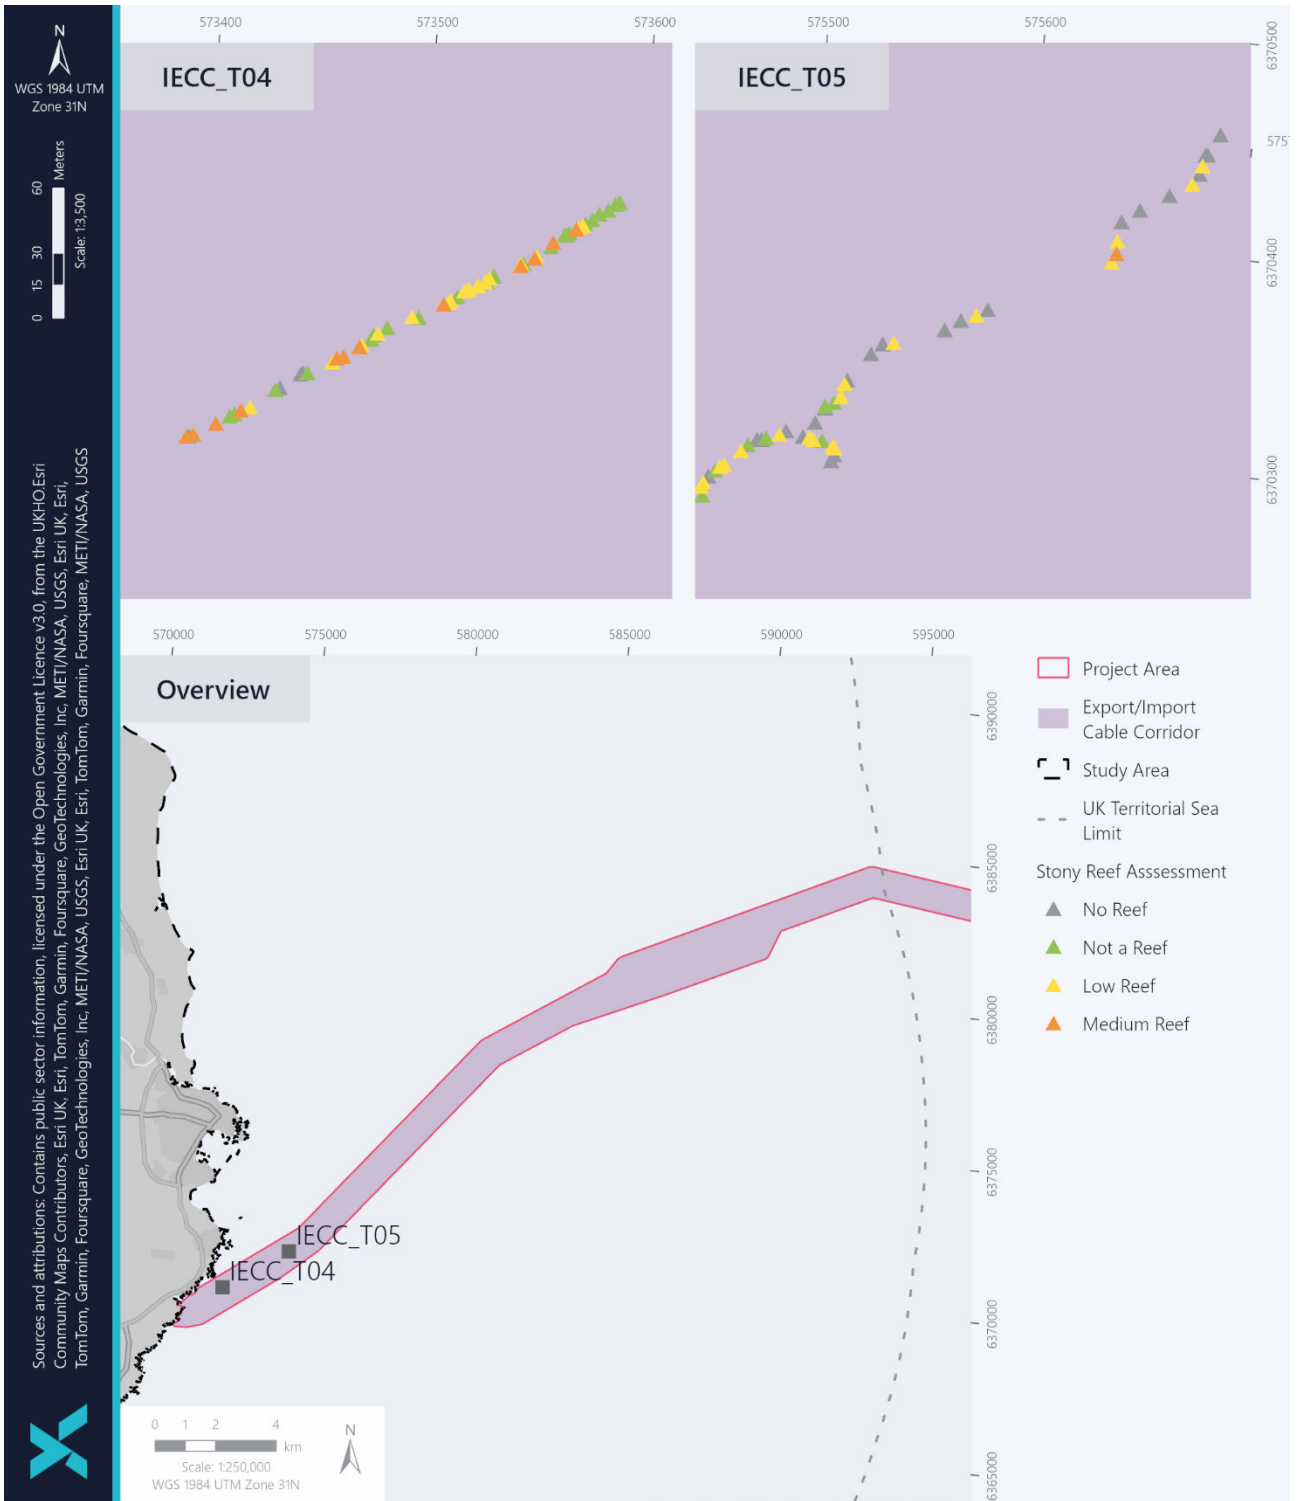 N
WGS 1984 UTM
Zone 31N
0 15 30 60
Meters
Scale: 1:3,500
Sources and attributions: Contains public sector information, licensed under the Open Government Licence v3.0, from the UKHO.Esri
Community Maps Contributors, Esri UK, Esri, TomTom, Garmin, Foursquare, GeoTechnologies, Inc, METI/NASA, USGS, Esri UK, Esri,
TomTom, Garmin, Foursquare, GeoTechnologies, Inc, METI/NASA, USGS, Esri UK, Esri, TomTom, Garmin, Foursquare, METI/NASA, USGS
573400 573500 573600
IECC_T04
575500 575600
IECC_T05
6370500
5757
6370400
6370300
570000 575000 580000 585000 590000 595000
Overview
6390000
6385000
6380000
6375000
6370000
6365000
IECC_T05
IECC_T04
0 1 2 4
km
Scale: 1:250,000
WGS 1984 UTM Zone 31N
N
Project Area
Export/Import
Cable Corridor
Study Area
UK Territorial Sea
Limit
Stony Reef Asssessment
No Reef
Not a Reef
Low Reef
Medium Reef